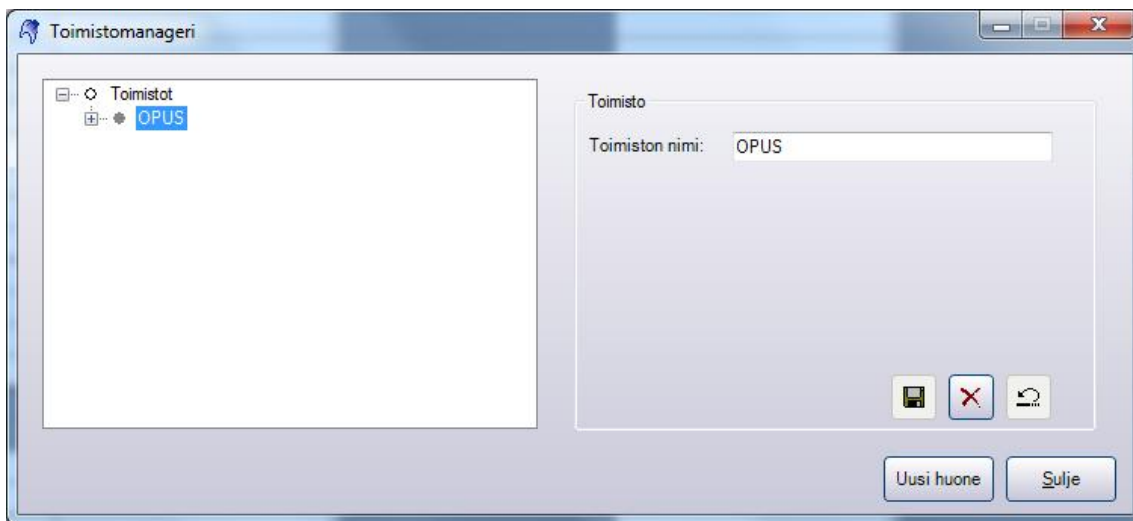 Toimistomanageri
Toimistot
OPUS
Toimisto
Toimiston nimi: OPUS
Uusi huone Sulje